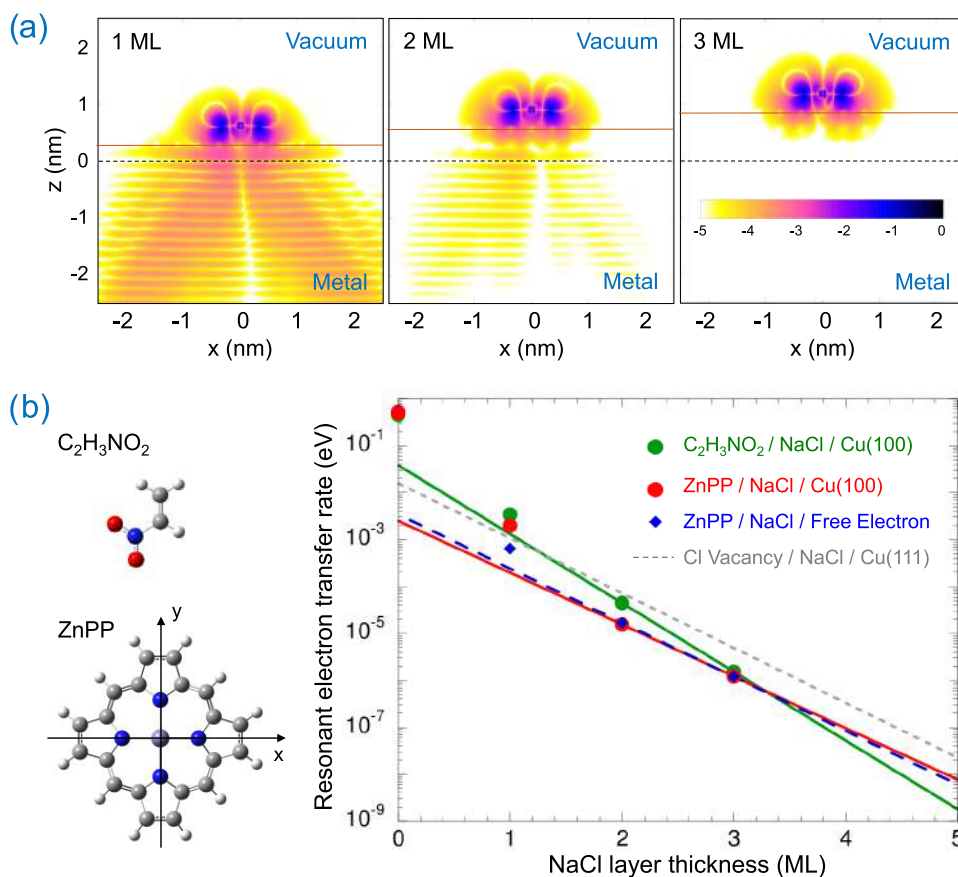 (a)
1 ML
Vacuum
2 ML
Vacuum
3 ML
Vacuum
2
1
0
-1
-2
z (nm)
Metal
Metal
Metal
-5 -4 -3 -2 -1 0
-2 -1 0 1 2
-2 -1 0 1 2
-2 -1 0 1 2
x (nm)
x (nm)
x (nm)
(b)
C₂H₃NO₂
ZnPP
y
x
Resonant electron transfer rate (eV)
10⁻¹
10⁻³
10⁻⁵
10⁻⁷
10⁻⁹
C₂H₃NO₂ / NaCl / Cu(100)
ZnPP / NaCl / Cu(100)
ZnPP / NaCl / Free Electron
Cl Vacancy / NaCl / Cu(111)
0 1 2 3 4 5
NaCl layer thickness (ML)